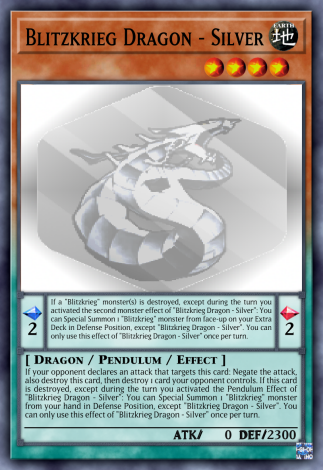 Blitzkrieg Dragon - Silver
EARTH
地
If a "Blitzkrieg" monster(s) is destroyed, except during the turn you
activated the second monster effect of "Blitzkrieg Dragon - Silver": You
can Special Summon 1 "Blitzkrieg" monster from face-up on your Extra
Deck in Defense Position, except "Blitzkrieg Dragon - Silver". You can
only use this effect of "Blitzkrieg Dragon - Silver" once per turn.
2
2
[ Dragon / Pendulum / Effect ]
If your opponent declares an attack that targets this card: Negate the attack,
also destroy this card, then destroy 1 card your opponent controls. If this card
is destroyed, except during the turn you activated the Pendulum Effect of
"Blitzkrieg Dragon - Silver": You can Special Summon 1 "Blitzkrieg" monster
from your hand in Defense Position, except "Blitzkrieg Dragon - Silver". You
can only use this effect of "Blitzkrieg Dragon - Silver" once per turn.
ATK/ 0 DEF/2300